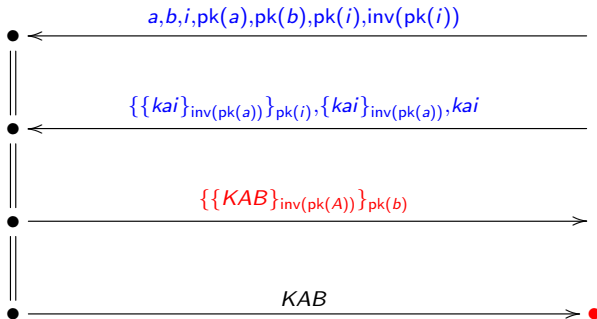 a,b,i,pk(a),pk(b),pk(i),inv(pk(i))
{{kai}inv(pk(a))}pk(i),{kai}inv(pk(a)),kai
{{KAB}inv(pk(A))}pk(b)
KAB